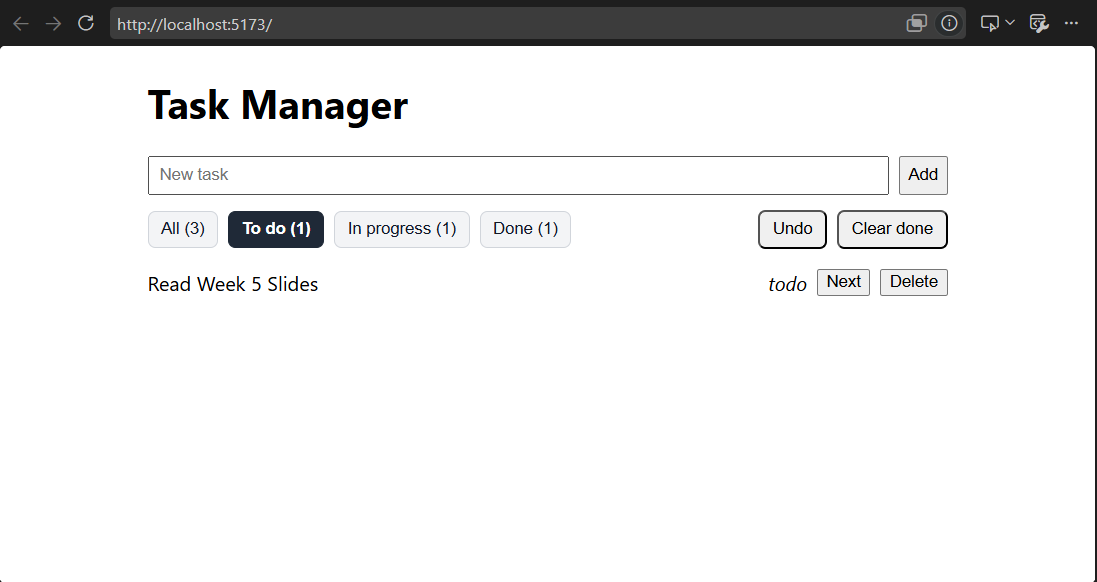 http://localhost:5173/
Task Manager
New task Add
All (3) To do (1) In progress (1) Done (1) Undo Clear done
Read Week 5 Slides todo Next Delete